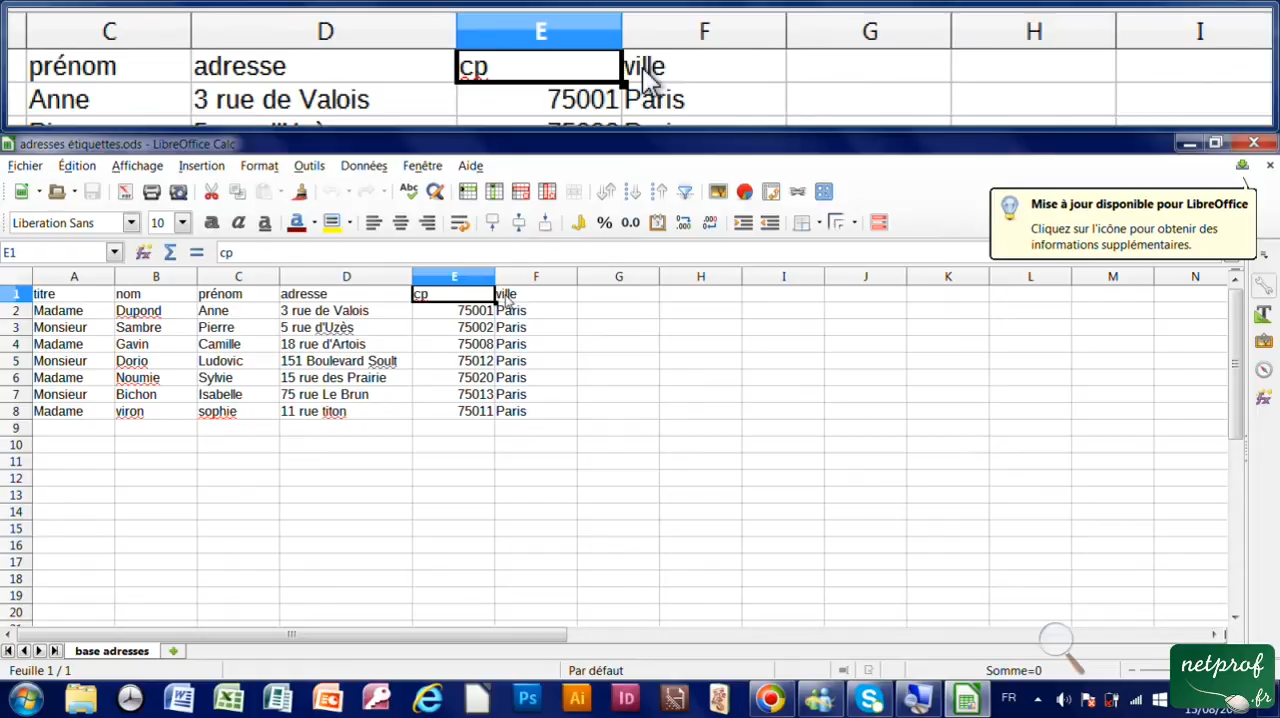 C D E F G H I
prénom adresse cp ville
Anne 3 rue de Valois 75001 Paris
adresses étiquettes.ods - LibreOffice Calc
Fichier Édition Affichage Insertion Format Outils Données Fenêtre Aide
Mise à jour disponible pour LibreOffice
Cliquez sur l'icône pour obtenir des
informations supplémentaires.
Liberation Sans 10
E1 cp
A B C D E F G H I J K L M N
1 titre nom prénom adresse cp ville
2 Madame Dupond Anne 3 rue de Valois 75001 Paris
3 Monsieur Sambre Pierre 5 rue d'Uzès 75002 Paris
4 Madame Gavin Camille 18 rue d'Artois 75008 Paris
5 Monsieur Dorio Ludovic 151 Boulevard Soult 75012 Paris
6 Madame Noumie Sylvie 15 rue des Prairie 75020 Paris
7 Monsieur Bichon Isabelle 75 rue Le Brun 75013 Paris
8 Madame viron sophie 11 rue titon 75011 Paris
9
10
11
12
13
14
15
16
17
18
19
20
base adresses
Feuille 1 / 1 Par défaut Somme=0
netprof
.fr
Ps Ai ID FR